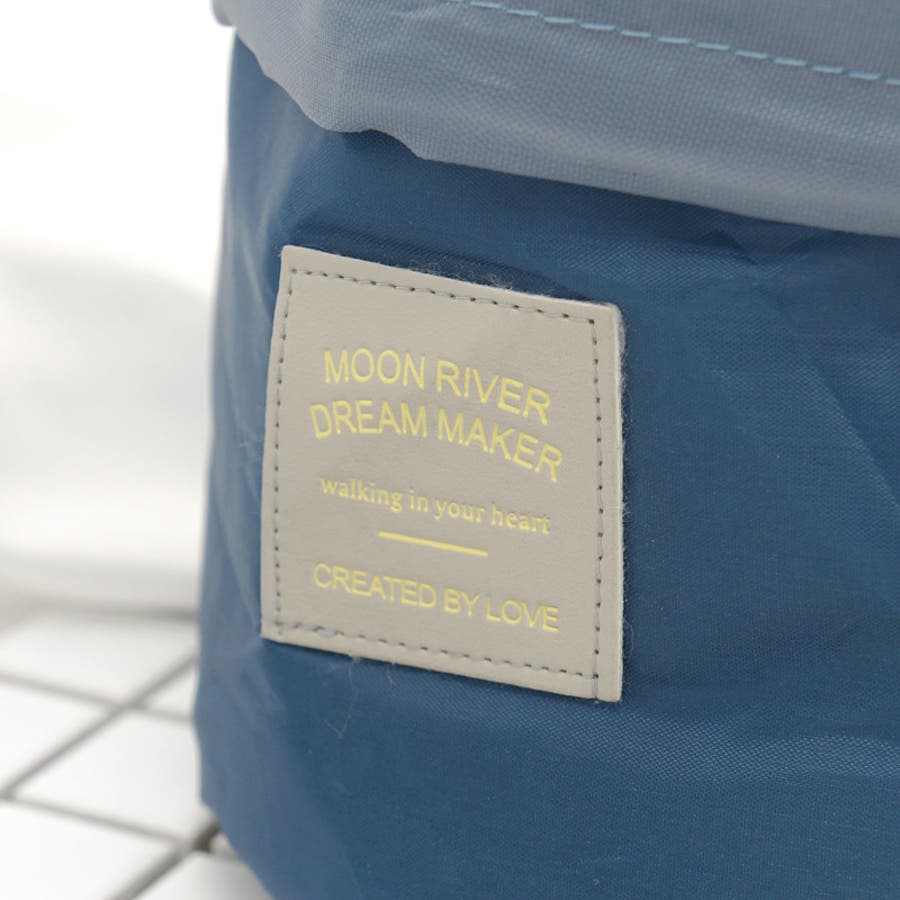 MOON RIVER
DREAM MAKER
walking in your heart
CREATED BY LOVE